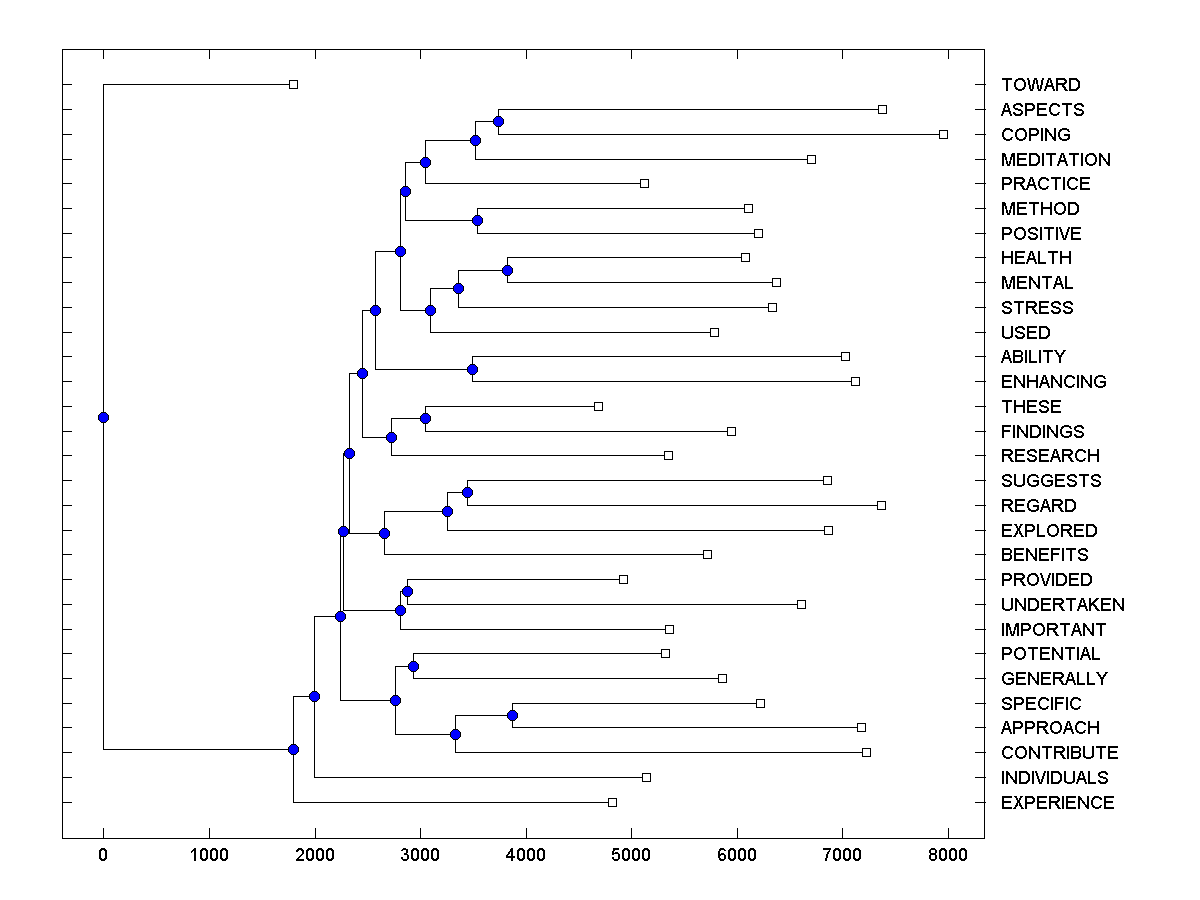 TOWARD
ASPECTS
COPING
MEDITATION
PRACTICE
METHOD
POSITIVE
HEALTH
MENTAL
STRESS
USED
ABILITY
ENHANCING
THESE
FINDINGS
RESEARCH
SUGGESTS
REGARD
EXPLORED
BENEFITS
PROVIDED
UNDERTAKEN
IMPORTANT
POTENTIAL
GENERALLY
SPECIFIC
APPROACH
CONTRIBUTE
INDIVIDUALS
EXPERIENCE
0 1000 2000 3000 4000 5000 6000 7000 8000